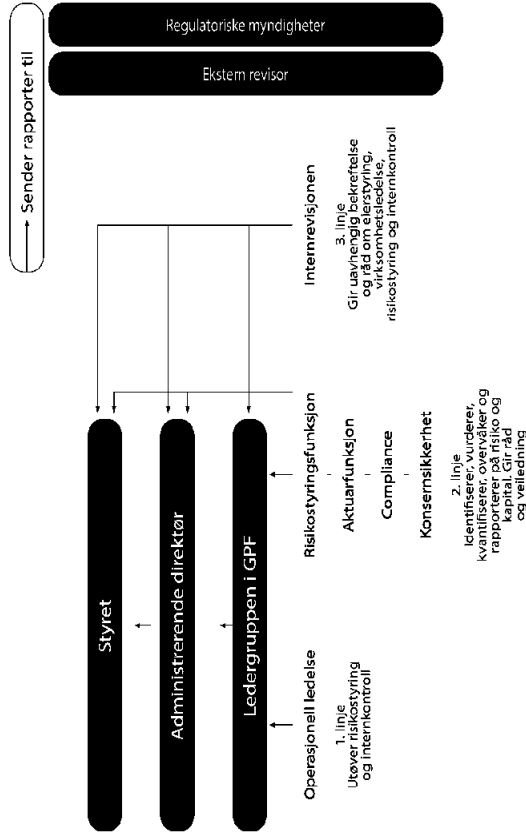 Sender rapporter til
Styret
Administrerende direktør
Ledergruppen i GPF
Operasjonell ledelse
1. linje
Utøver risikostyring
og internkontroll
Risikostyringsfunksjon
Aktuarfunksjon
Compliance
Konsernsikkerhet
2. linje
Identifiserer, vurderer,
kvantifiserer, overvåker og
rapporterer på risiko og
kapital. Gir råd
og veiledning
Internrevisjonen
3. linje
Gir uavhengig bekreftelse
og råd om eierstyring,
virksomhetsledelse,
risikostyring og internkontroll
Ekstern revisor
Regulatoriske myndigheter